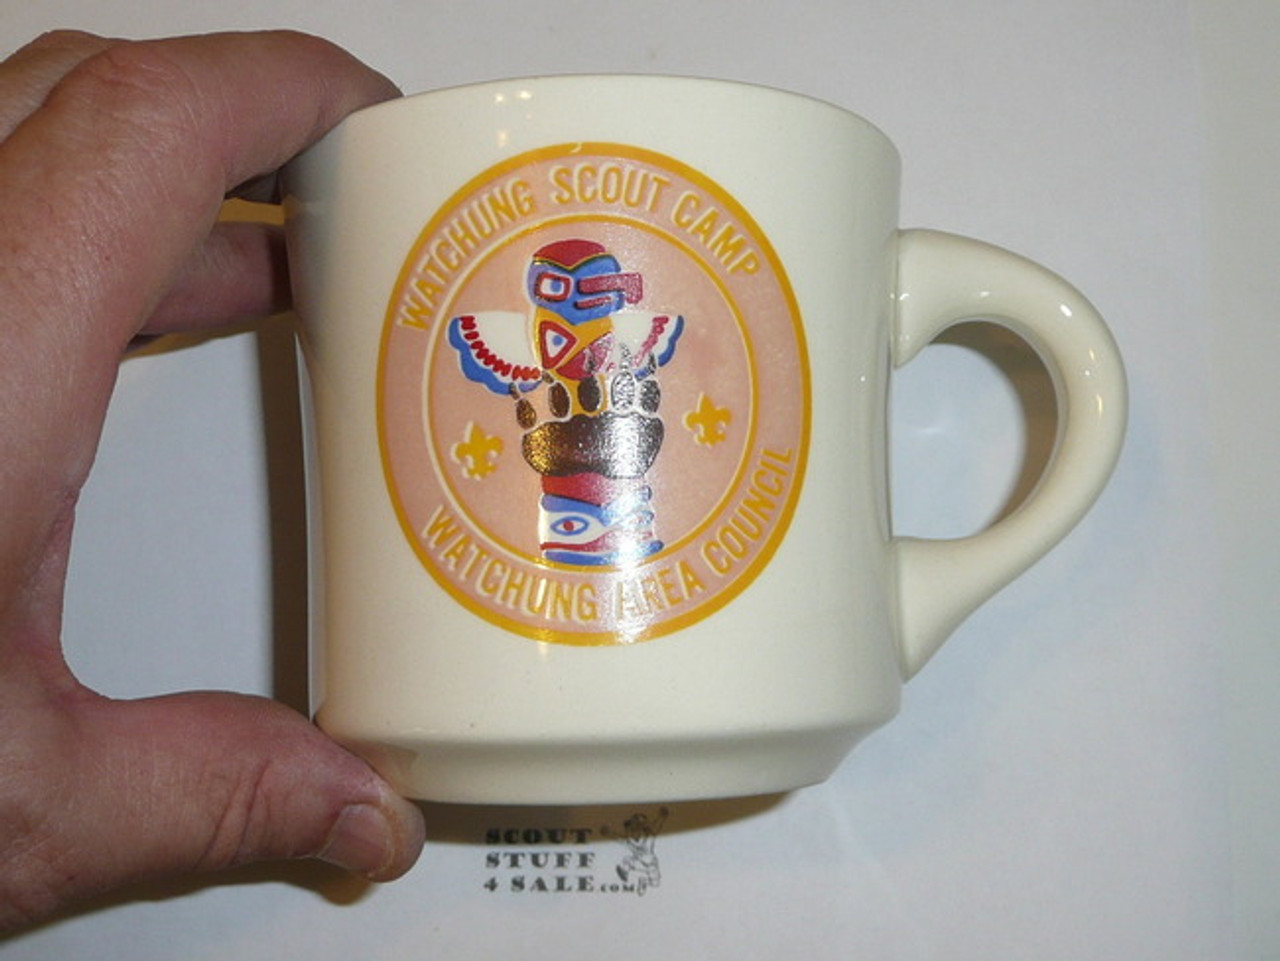 WATCHUNG SCOUT CAMP
WATCHUNG AREA COUNCIL
SCOUT
STUFF
4 SALE.com